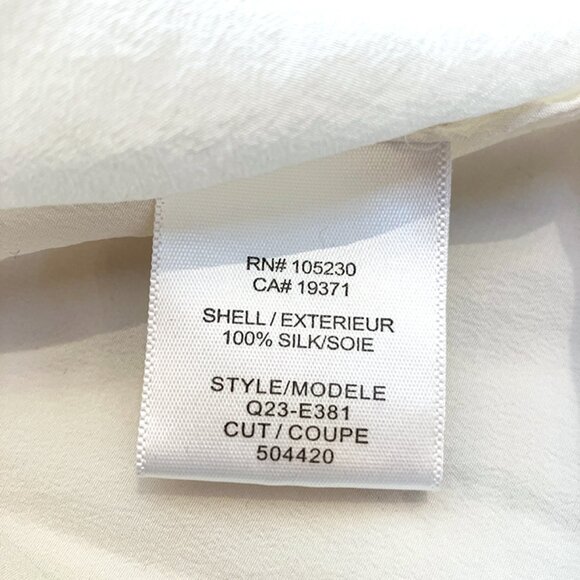 RN# 105230
CA# 19371
SHELL / EXTERIEUR
100% SILK/SOIE
STYLE/MODELE
Q23-E381
CUT / COUPE
504420